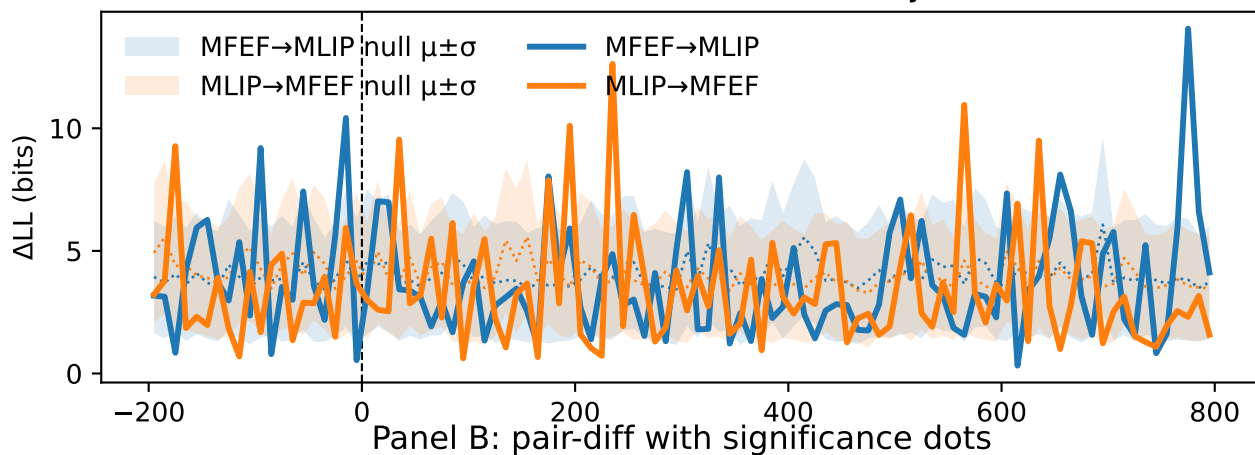 MFEF→MLIP null μ±σ
MLIP→MFEF null μ±σ
MFEF→MLIP
MLIP→MFEF
ΔLL (bits)
10
5
0
−200 0 200 400 600 800
Panel B: pair-diff with significance dots